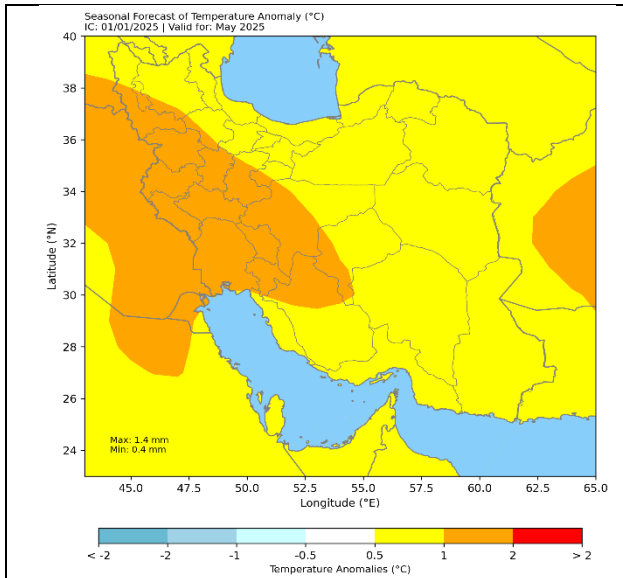 Seasonal Forecast of Temperature Anomaly (°C)
IC: 01/01/2025 | Valid for: May 2025
40
38
36
34
32
30
28
26
24
Latitude (°N)
Max: 1.4 mm
Min: 0.4 mm
45.0 47.5 50.0 52.5 55.0 57.5 60.0 62.5 65.0
Longitude (°E)
< -2 -2 -1 -0.5 0.5 1 2 > 2
Temperature Anomalies (°C)